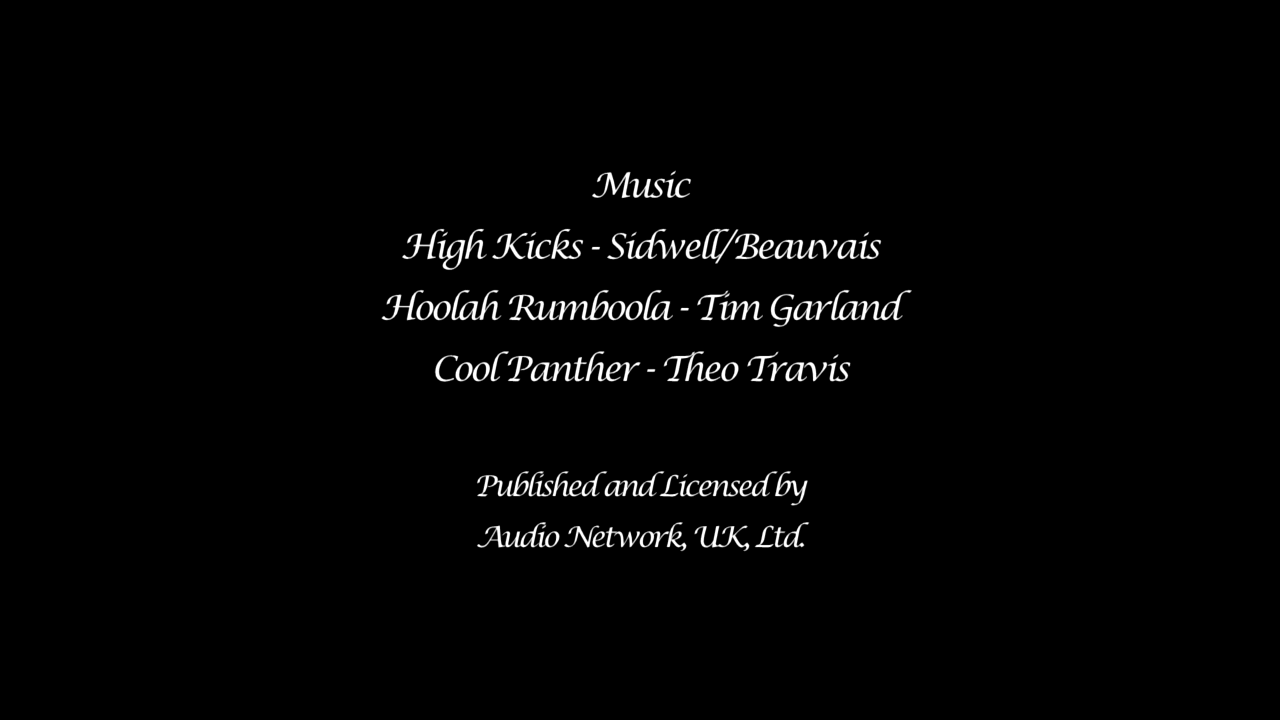 Music
High Kicks - Sidwell/Beauvais
Hoolah Rumboola - Tim Garland
Cool Panther - Theo Travis
Published and Licensed by
Audio Network, UK, Ltd.